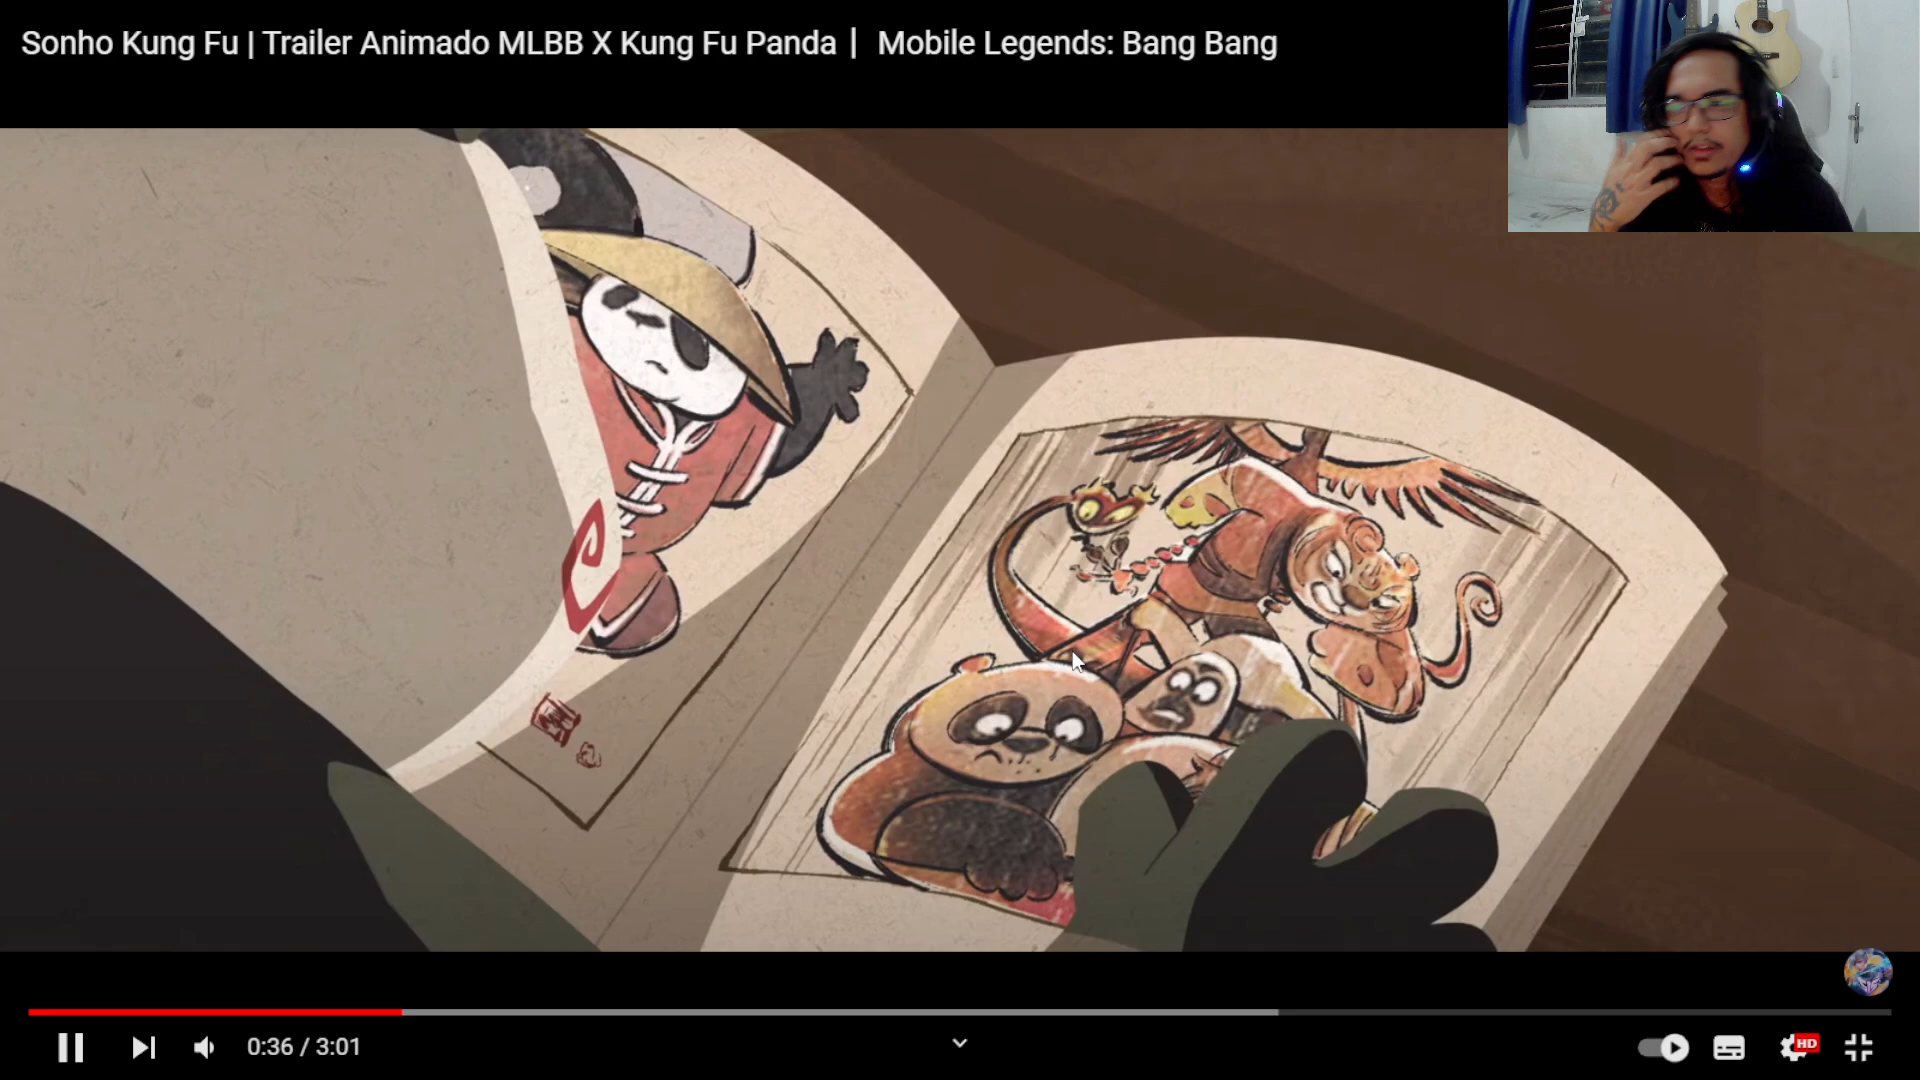 Sonho Kung Fu | Trailer Animado MLBB X Kung Fu Panda｜ Mobile Legends: Bang Bang
0:36 / 3:01
HD